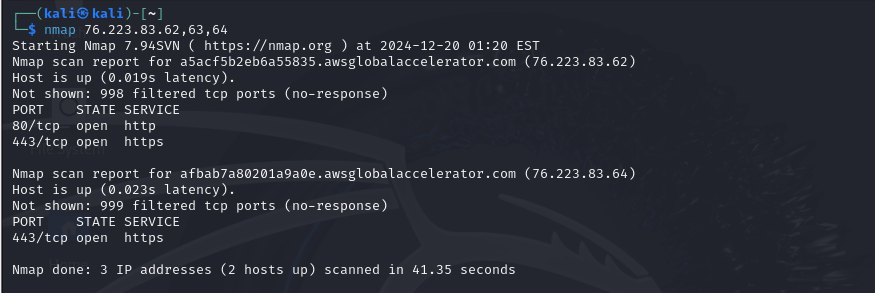 ┌──(kali㉿kali)-[~]
└─$ nmap 76.223.83.62,63,64
Starting Nmap 7.94SVN ( https://nmap.org ) at 2024-12-20 01:20 EST
Nmap scan report for a5acf5b2eb6a55835.awsglobalaccelerator.com (76.223.83.62)
Host is up (0.019s latency).
Not shown: 998 filtered tcp ports (no-response)
PORT    STATE SERVICE
80/tcp  open  http
443/tcp open  https

Nmap scan report for afbab7a80201a9a0e.awsglobalaccelerator.com (76.223.83.64)
Host is up (0.023s latency).
Not shown: 999 filtered tcp ports (no-response)
PORT    STATE SERVICE
443/tcp open  https

Nmap done: 3 IP addresses (2 hosts up) scanned in 41.35 seconds